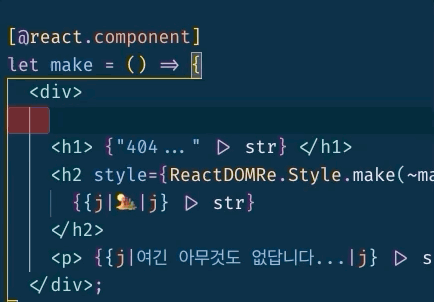 [@react.component]
let make = () => {
<div>
<h1> {"404..." |> str} </h1>
<h2 style={ReactDOMRe.Style.make(~ma
{{j||j} |> str}
</h2>
<p> {{j|여긴 아무것도 없답니다...|j} |> s
</div>;